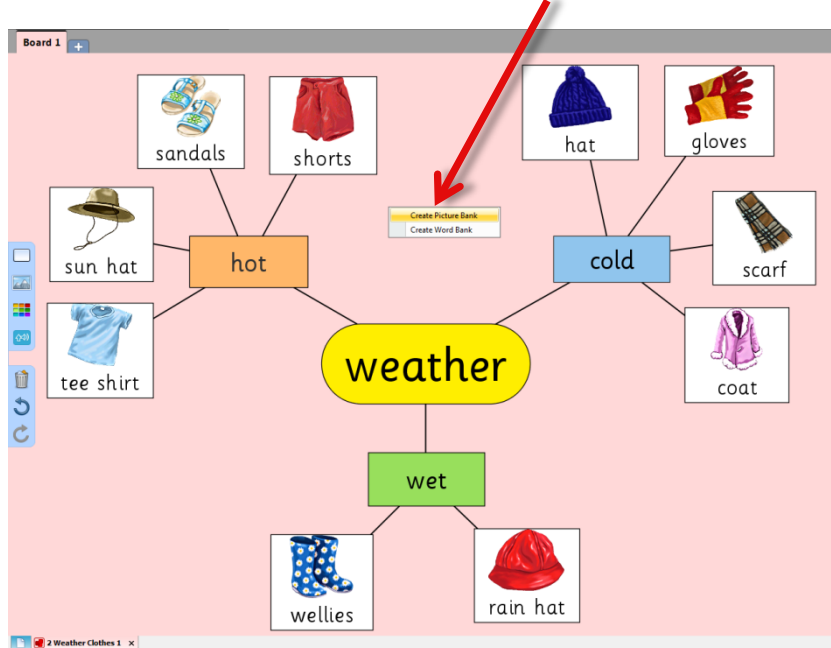 Board 1
sandals
shorts
hat
gloves
Create Picture Bank
Create Word Bank
sun hat
hot
cold
scarf
tee shirt
weather
coat
wet
wellies
rain hat
2 Weather Clothes 1